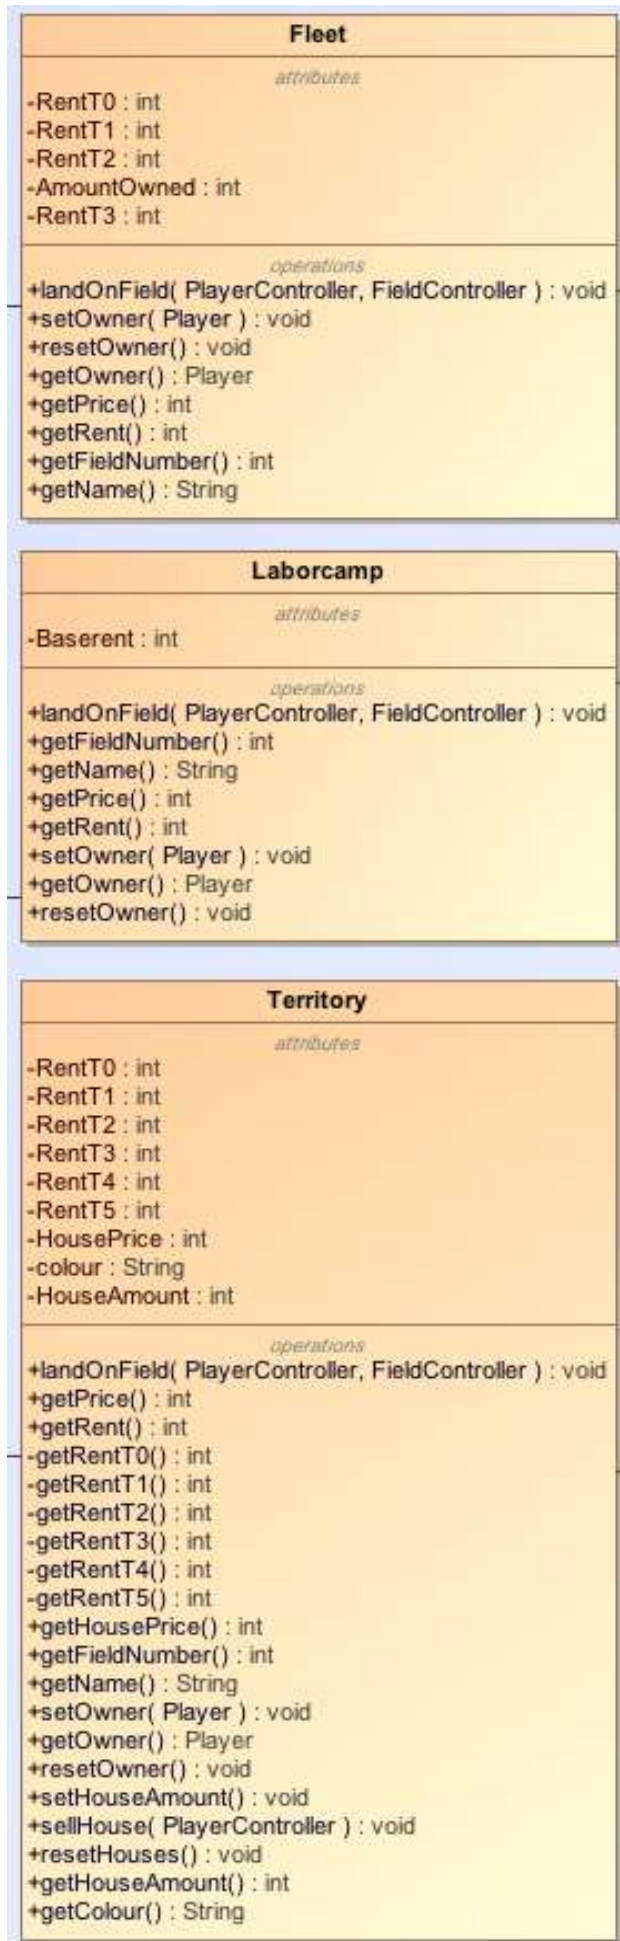 Fleet
attributes
-RentT0 : int
-RentT1 : int
-RentT2 : int
-AmountOwned : int
-RentT3 : int
operations
+landOnField( PlayerController, FieldController ) : void
+setOwner( Player ) : void
+resetOwner() : void
+getOwner() : Player
+getPrice() : int
+getRent() : int
+getFieldNumber() : int
+getName() : String
Laborcamp
attributes
-Baserent : int
operations
+landOnField( PlayerController, FieldController ) : void
+getFieldNumber() : int
+getName() : String
+getPrice() : int
+getRent() : int
+setOwner( Player ) : void
+getOwner() : Player
+resetOwner() : void
Territory
attributes
-RentT0 : int
-RentT1 : int
-RentT2 : int
-RentT3 : int
-RentT4 : int
-RentT5 : int
-HousePrice : int
-colour : String
-HouseAmount : int
operations
+landOnField( PlayerController, FieldController ) : void
+getPrice() : int
+getRent() : int
-getRentT0() : int
-getRentT1() : int
-getRentT2() : int
-getRentT3() : int
-getRentT4() : int
-getRentT5() : int
+getHousePrice() : int
+getFieldNumber() : int
+getName() : String
+setOwner( Player ) : void
+getOwner() : Player
+resetOwner() : void
+setHouseAmount() : void
+sellHouse( PlayerController ) : void
+resetHouses() : void
+getHouseAmount() : int
+getColour() : String